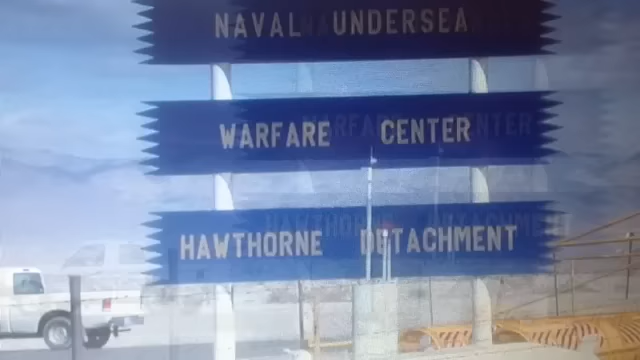 NAVAL UNDERSEA
WARFARE CENTER
HAWTHORNE DETACHMENT